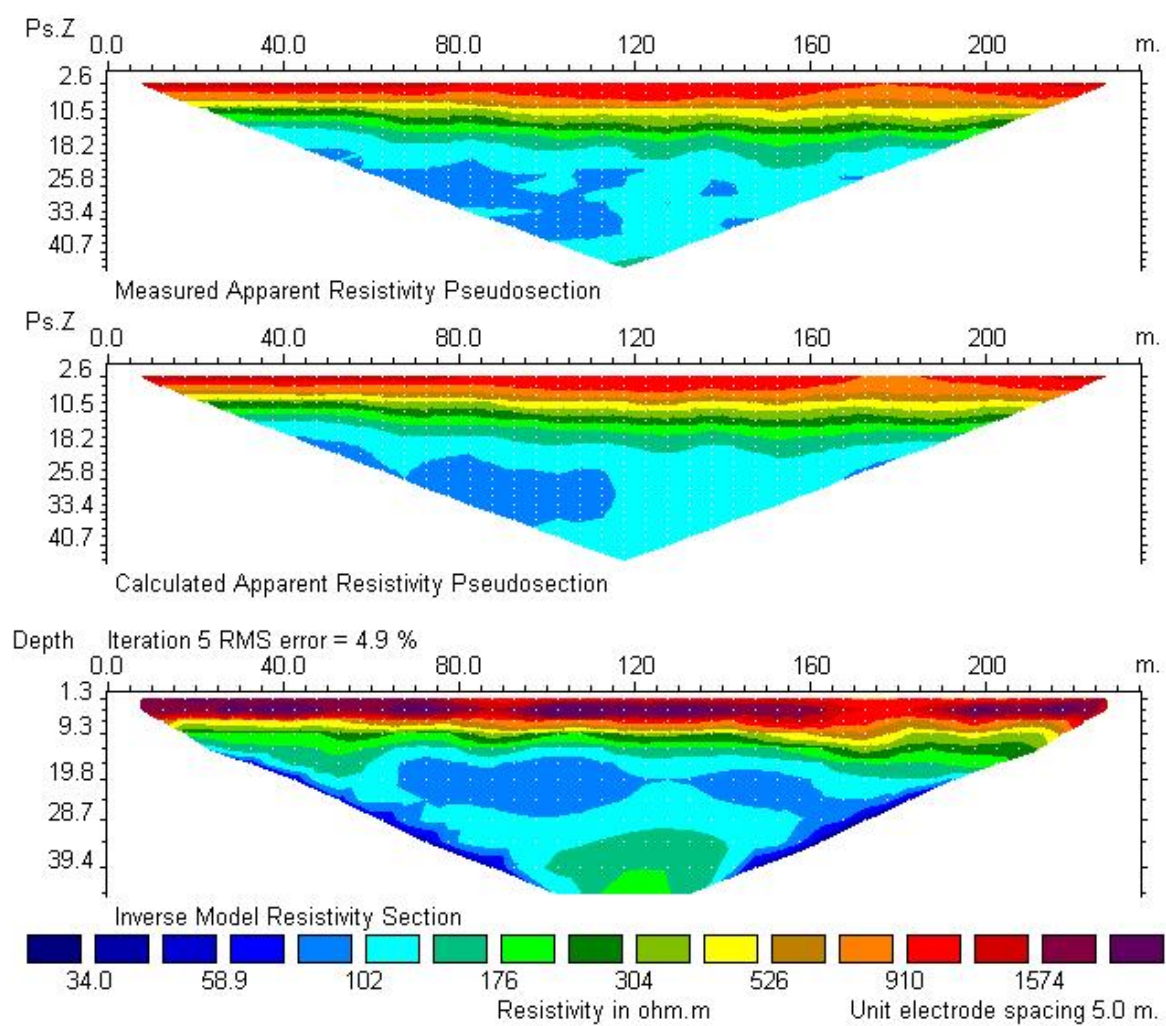 Ps.Z 0.0 40.0 80.0 120 160 200 m.
2.6
10.5
18.2
25.8
33.4
40.7
Measured Apparent Resistivity Pseudosection
Ps.Z 0.0 40.0 80.0 120 160 200 m.
2.6
10.5
18.2
25.8
33.4
40.7
Calculated Apparent Resistivity Pseudosection
Depth Iteration 5 RMS error = 4.9 %
0.0 40.0 80.0 120 160 200 m.
1.3
9.3
19.8
28.7
39.4
Inverse Model Resistivity Section
34.0 58.9 102 176 304 526 910 1574
Resistivity in ohm.m Unit electrode spacing 5.0 m.